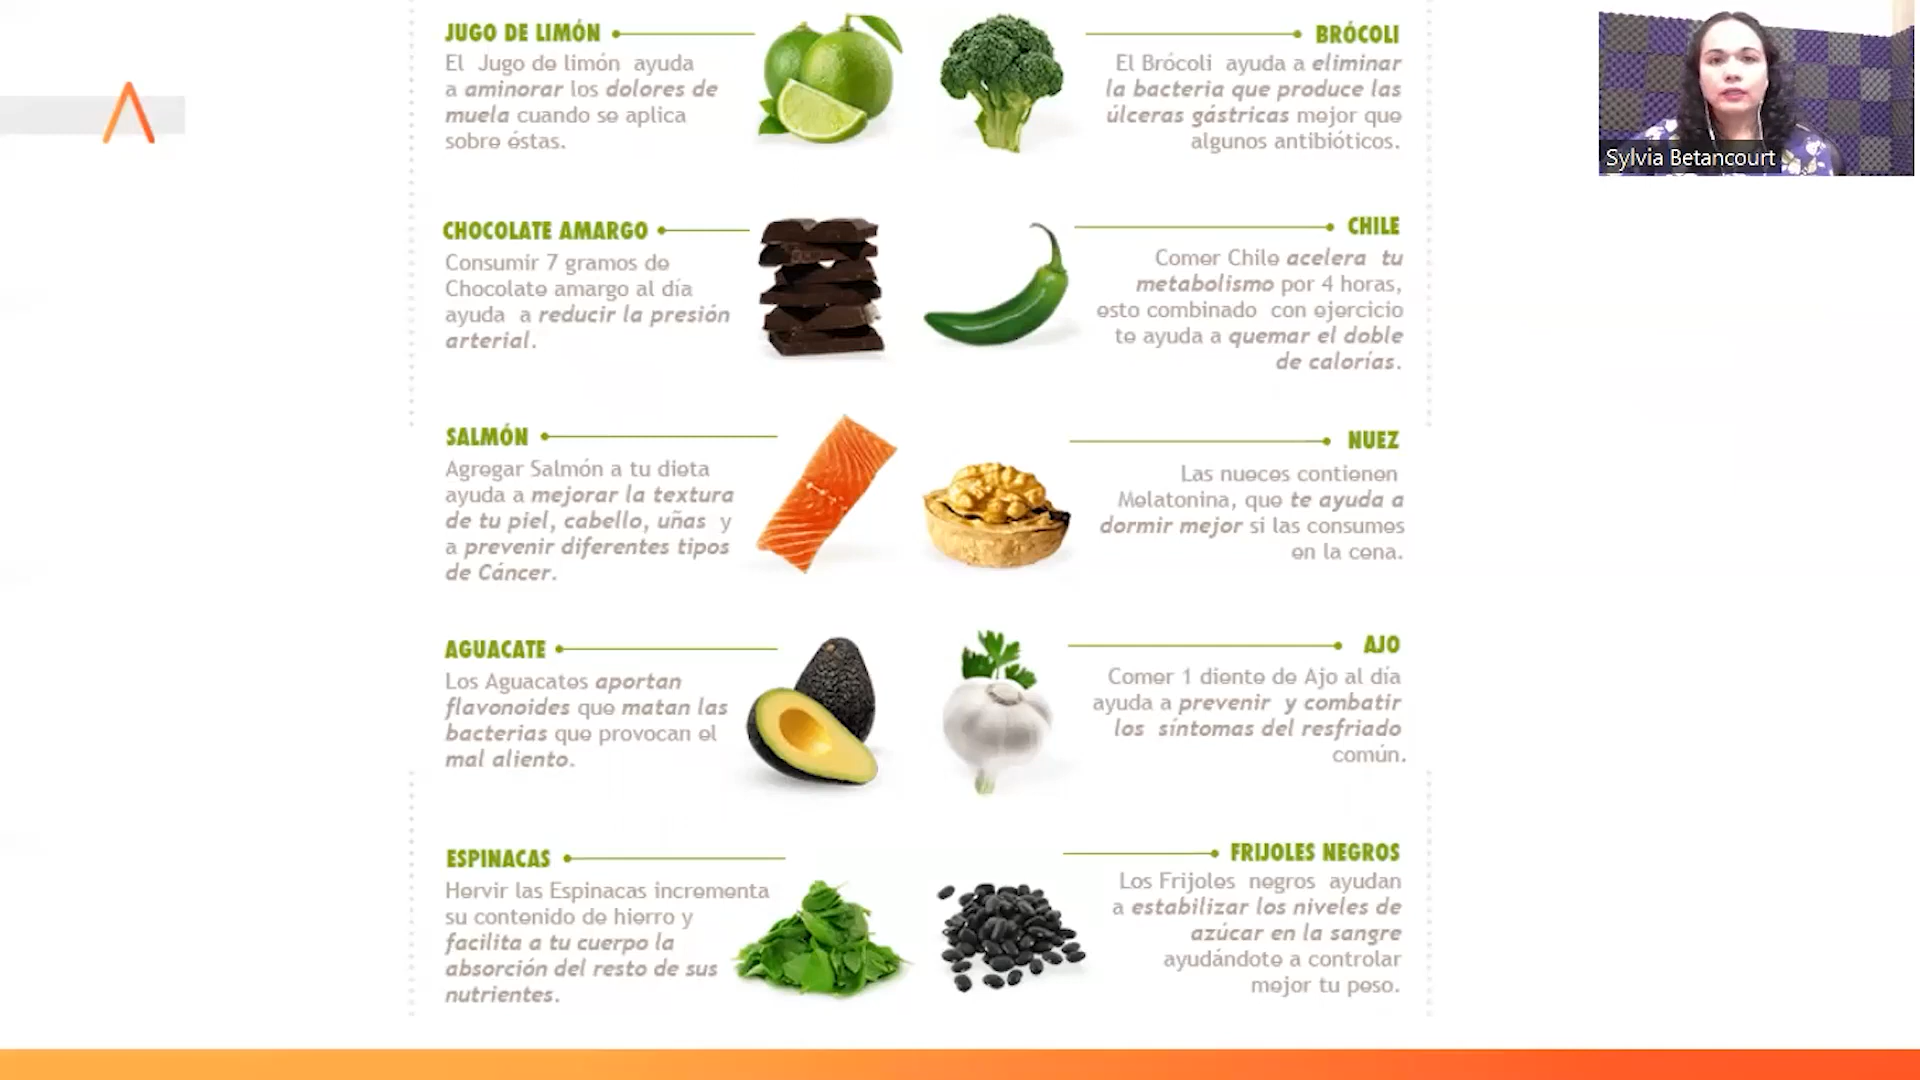 JUGO DE LIMÓN
El Jugo de limón ayuda
a aminorar los dolores de
muela cuando se aplica
sobre éstas.
BRÓCOLI
El Brócoli ayuda a eliminar
la bacteria que produce las
úlceras gástricas mejor que
algunos antibióticos.
Sylvia Betancourt
CHOCOLATE AMARGO
Consumir 7 gramos de
Chocolate amargo al día
ayuda a reducir la presión
arterial.
CHILE
Comer Chile acelera tu
metabolismo por 4 horas,
esto combinado con ejercicio
te ayuda a quemar el doble
de calorías.
SALMÓN
Agregar Salmón a tu dieta
ayuda a mejorar la textura
de tu piel, cabello, uñas y
a prevenir diferentes tipos
de Cáncer.
NUEZ
Las nueces contienen
Melatonina, que te ayuda a
dormir mejor si las consumes
en la cena.
AGUACATE
Los Aguacates aportan
flavonoides que matan las
bacterias que provocan el
mal aliento.
AJO
Comer 1 diente de Ajo al día
ayuda a prevenir y combatir
los síntomas del resfriado
común.
ESPINACAS
Hervir las Espinacas incrementa
su contenido de hierro y
facilita a tu cuerpo la
absorción del resto de sus
nutrientes.
FRIJOLES NEGROS
Los Frijoles negros ayudan
a estabilizar los niveles de
azúcar en la sangre
ayudándote a controlar
mejor tu peso.